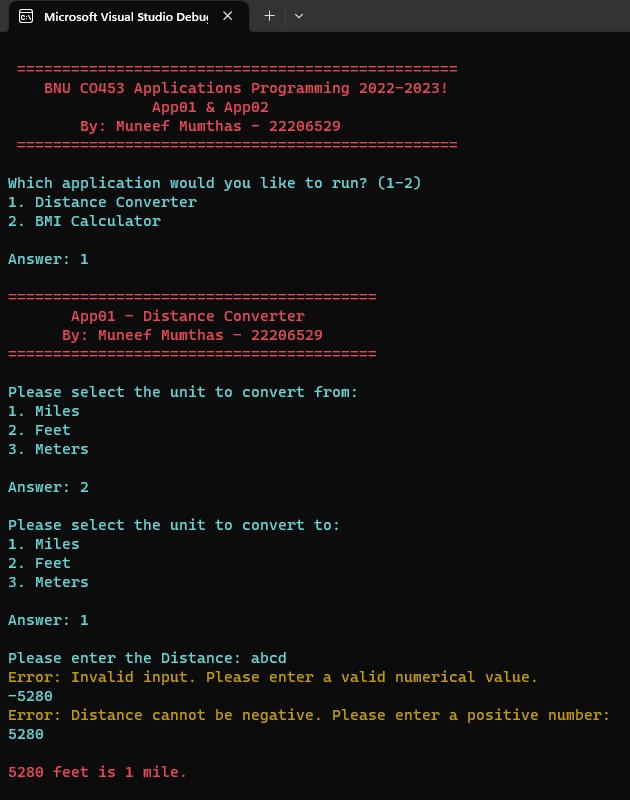 Microsoft Visual Studio Debug
==================================================
BNU CO453 Applications Programming 2022-2023!
App01 & App02
By: Muneef Mumthas - 22206529
==================================================
Which application would you like to run? (1-2)
1. Distance Converter
2. BMI Calculator
Answer: 1
==========================================
App01 - Distance Converter
By: Muneef Mumthas - 22206529
==========================================
Please select the unit to convert from:
1. Miles
2. Feet
3. Meters
Answer: 2
Please select the unit to convert to:
1. Miles
2. Feet
3. Meters
Answer: 1
Please enter the Distance: abcd
Error: Invalid input. Please enter a valid numerical value.
-5280
Error: Distance cannot be negative. Please enter a positive number:
5280
5280 feet is 1 mile.